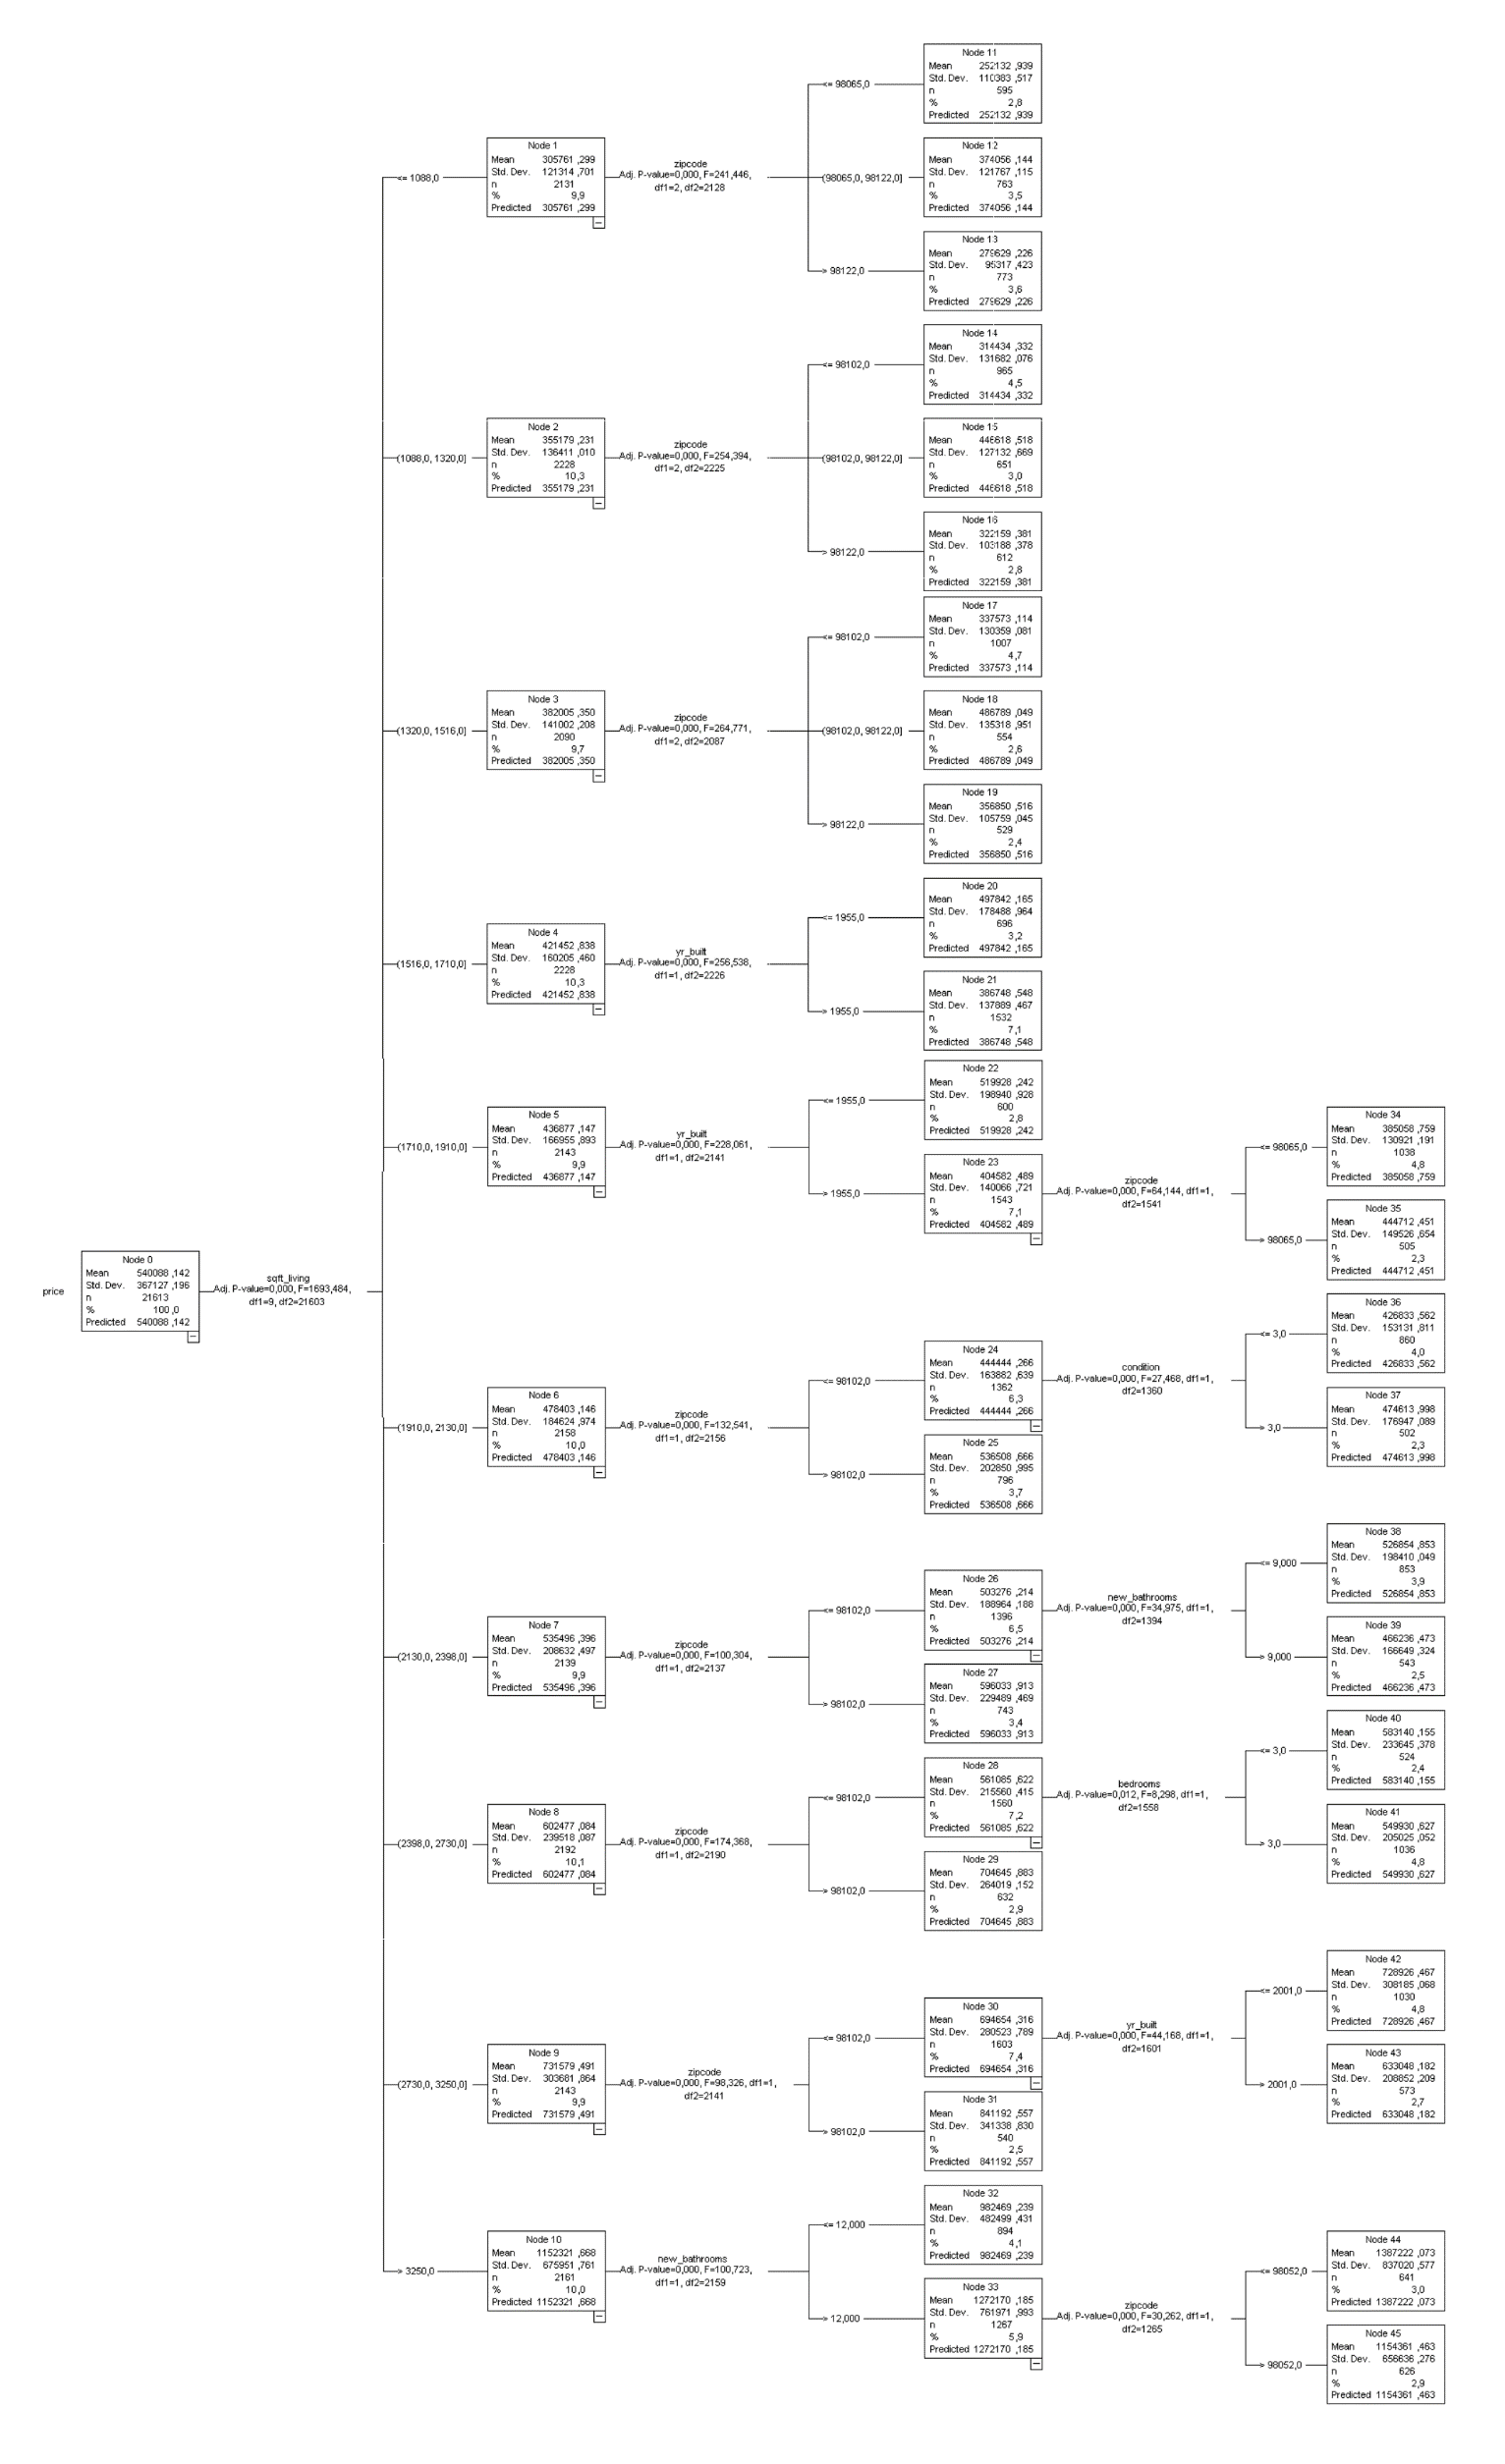 price
Node 0
Mean 540088 ,142
Std. Dev. 367127 ,196
n 21613
% 100 ,0
Predicted 540088 ,142
sqft_living
Adj. P-value=0,000, F=1693,484,
df1=9, df2=21603
<= 1088,0
Node 1
Mean 305761 ,299
Std. Dev. 121314 ,701
n 2131
% 9,9
Predicted 305761 ,299
zipcode
Adj. P-value=0,000, F=241,446,
df1=2, df2=2128
<= 98065,0
Node 11
Mean 252132 ,939
Std. Dev. 110383 ,517
n 595
% 2,8
Predicted 252132 ,939
(98065,0, 98122,0]
Node 12
Mean 374056 ,144
Std. Dev. 121767 ,115
n 763
% 3,5
Predicted 374056 ,144
> 98122,0
Node 13
Mean 279629 ,226
Std. Dev. 95317 ,423
n 773
% 3,6
Predicted 279629 ,226
(1088,0, 1320,0]
Node 2
Mean 355179 ,231
Std. Dev. 136411 ,010
n 2228
% 10,3
Predicted 355179 ,231
zipcode
Adj. P-value=0,000, F=254,394,
df1=2, df2=2225
<= 98102,0
Node 14
Mean 314434 ,332
Std. Dev. 131682 ,076
n 965
% 4,5
Predicted 314434 ,332
(98102,0, 98122,0]
Node 15
Mean 446618 ,518
Std. Dev. 127132 ,669
n 651
% 3,0
Predicted 446618 ,518
> 98122,0
Node 16
Mean 322159 ,381
Std. Dev. 103188 ,378
n 612
% 2,8
Predicted 322159 ,381
(1320,0, 1516,0]
Node 3
Mean 382005 ,350
Std. Dev. 141002 ,208
n 2090
% 9,7
Predicted 382005 ,350
zipcode
Adj. P-value=0,000, F=264,771,
df1=2, df2=2087
<= 98102,0
Node 17
Mean 337573 ,114
Std. Dev. 130359 ,081
n 1007
% 4,7
Predicted 337573 ,114
(98102,0, 98122,0]
Node 18
Mean 486789 ,049
Std. Dev. 135318 ,951
n 554
% 2,6
Predicted 486789 ,049
> 98122,0
Node 19
Mean 356850 ,516
Std. Dev. 105759 ,045
n 529
% 2,4
Predicted 356850 ,516
(1516,0, 1710,0]
Node 4
Mean 421452 ,838
Std. Dev. 160205 ,460
n 2228
% 10,3
Predicted 421452 ,838
yr_built
Adj. P-value=0,000, F=256,538,
df1=1, df2=2226
<= 1955,0
Node 20
Mean 497842 ,165
Std. Dev. 178488 ,964
n 696
% 3,2
Predicted 497842 ,165
> 1955,0
Node 21
Mean 386748 ,548
Std. Dev. 137889 ,467
n 1532
% 7,1
Predicted 386748 ,548
(1710,0, 1910,0]
Node 5
Mean 436877 ,147
Std. Dev. 166955 ,893
n 2143
% 9,9
Predicted 436877 ,147
yr_built
Adj. P-value=0,000, F=228,061,
df1=1, df2=2141
<= 1955,0
Node 22
Mean 519928 ,242
Std. Dev. 198940 ,928
n 600
% 2,8
Predicted 519928 ,242
> 1955,0
Node 23
Mean 404582 ,489
Std. Dev. 140066 ,721
n 1543
% 7,1
Predicted 404582 ,489
zipcode
Adj. P-value=0,000, F=64,144, df1=1,
df2=1541
<= 98065,0
Node 34
Mean 385058 ,759
Std. Dev. 130921 ,191
n 1038
% 4,8
Predicted 385058 ,759
> 98065,0
Node 35
Mean 444712 ,451
Std. Dev. 149526 ,654
n 505
% 2,3
Predicted 444712 ,451
(1910,0, 2130,0]
Node 6
Mean 478403 ,146
Std. Dev. 184624 ,974
n 2158
% 10,0
Predicted 478403 ,146
zipcode
Adj. P-value=0,000, F=132,541,
df1=1, df2=2156
<= 98102,0
Node 24
Mean 444444 ,266
Std. Dev. 163882 ,639
n 1362
% 6,3
Predicted 444444 ,266
condition
Adj. P-value=0,000, F=27,468, df1=1,
df2=1360
<= 3,0
Node 36
Mean 426833 ,562
Std. Dev. 153131 ,811
n 860
% 4,0
Predicted 426833 ,562
> 3,0
Node 37
Mean 474613 ,998
Std. Dev. 176947 ,089
n 502
% 2,3
Predicted 474613 ,998
> 98102,0
Node 25
Mean 536508 ,666
Std. Dev. 202850 ,995
n 796
% 3,7
Predicted 536508 ,666
(2130,0, 2398,0]
Node 7
Mean 535496 ,396
Std. Dev. 208632 ,497
n 2139
% 9,9
Predicted 535496 ,396
zipcode
Adj. P-value=0,000, F=100,304,
df1=1, df2=2137
<= 98102,0
Node 26
Mean 503276 ,214
Std. Dev. 188964 ,188
n 1396
% 6,5
Predicted 503276 ,214
new_bathrooms
Adj. P-value=0,000, F=34,975, df1=1,
df2=1394
<= 9,000
Node 38
Mean 526854 ,853
Std. Dev. 198410 ,049
n 853
% 3,9
Predicted 526854 ,853
> 9,000
Node 39
Mean 466236 ,473
Std. Dev. 166649 ,324
n 543
% 2,5
Predicted 466236 ,473
> 98102,0
Node 27
Mean 596033 ,913
Std. Dev. 229489 ,469
n 743
% 3,4
Predicted 596033 ,913
(2398,0, 2730,0]
Node 8
Mean 602477 ,084
Std. Dev. 239518 ,087
n 2192
% 10,1
Predicted 602477 ,084
zipcode
Adj. P-value=0,000, F=174,368,
df1=1, df2=2190
<= 98102,0
Node 28
Mean 561085 ,622
Std. Dev. 215560 ,415
n 1560
% 7,2
Predicted 561085 ,622
bedrooms
Adj. P-value=0,012, F=8,298, df1=1,
df2=1558
<= 3,0
Node 40
Mean 583140 ,155
Std. Dev. 233645 ,378
n 524
% 2,4
Predicted 583140 ,155
> 3,0
Node 41
Mean 549930 ,627
Std. Dev. 205025 ,052
n 1036
% 4,8
Predicted 549930 ,627
> 98102,0
Node 29
Mean 704645 ,883
Std. Dev. 264019 ,152
n 632
% 2,9
Predicted 704645 ,883
(2730,0, 3250,0]
Node 9
Mean 731579 ,491
Std. Dev. 303681 ,864
n 2143
% 9,9
Predicted 731579 ,491
zipcode
Adj. P-value=0,000, F=98,326, df1=1,
df2=2141
<= 98102,0
Node 30
Mean 694654 ,316
Std. Dev. 280523 ,789
n 1603
% 7,4
Predicted 694654 ,316
yr_built
Adj. P-value=0,000, F=44,168, df1=1,
df2=1601
<= 2001,0
Node 42
Mean 728926 ,467
Std. Dev. 308185 ,068
n 1030
% 4,8
Predicted 728926 ,467
> 2001,0
Node 43
Mean 633048 ,182
Std. Dev. 208852 ,209
n 573
% 2,7
Predicted 633048 ,182
> 98102,0
Node 31
Mean 841192 ,557
Std. Dev. 341338 ,830
n 540
% 2,5
Predicted 841192 ,557
> 3250,0
Node 10
Mean 1152321 ,668
Std. Dev. 675951 ,761
n 2161
% 10,0
Predicted 1152321 ,668
new_bathrooms
Adj. P-value=0,000, F=100,723,
df1=1, df2=2159
<= 12,000
Node 32
Mean 982469 ,239
Std. Dev. 482499 ,431
n 894
% 4,1
Predicted 982469 ,239
> 12,000
Node 33
Mean 1272170 ,185
Std. Dev. 761971 ,993
n 1267
% 5,9
Predicted 1272170 ,185
zipcode
Adj. P-value=0,000, F=30,262, df1=1,
df2=1265
<= 98052,0
Node 44
Mean 1387222 ,073
Std. Dev. 837020 ,577
n 641
% 3,0
Predicted 1387222 ,073
> 98052,0
Node 45
Mean 1154361 ,463
Std. Dev. 656636 ,276
n 626
% 2,9
Predicted 1154361 ,463